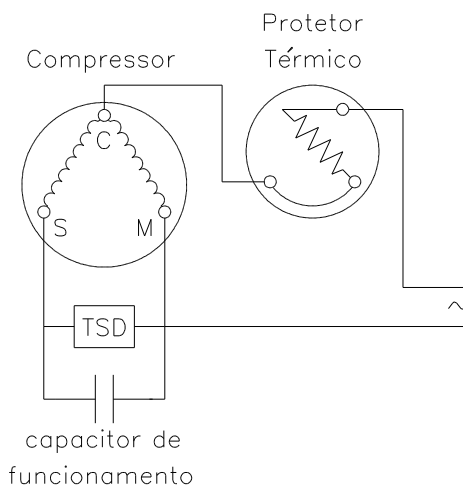 Protetor
Térmico
Compressor
C
S
M
~
TSD
capacitor de
funcionamento